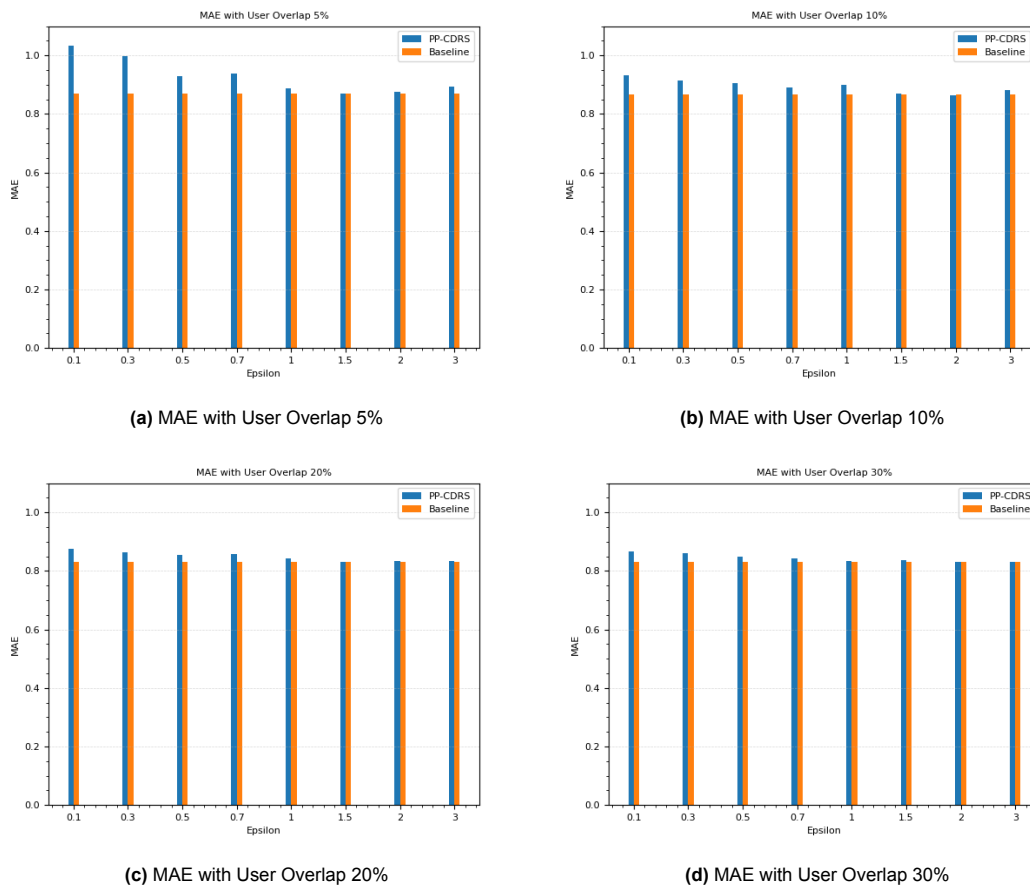 MAE with User Overlap 5%
PP-CDRS
Baseline
1.0
0.8
0.6
0.4
0.2
0.0
MAE
0.1 0.3 0.5 0.7 1 1.5 2 3
Epsilon
(a) MAE with User Overlap 5%
MAE with User Overlap 10%
PP-CDRS
Baseline
1.0
0.8
0.6
0.4
0.2
0.0
MAE
0.1 0.3 0.5 0.7 1 1.5 2 3
Epsilon
(b) MAE with User Overlap 10%
MAE with User Overlap 20%
PP-CDRS
Baseline
1.0
0.8
0.6
0.4
0.2
0.0
MAE
0.1 0.3 0.5 0.7 1 1.5 2 3
Epsilon
(c) MAE with User Overlap 20%
MAE with User Overlap 30%
PP-CDRS
Baseline
1.0
0.8
0.6
0.4
0.2
0.0
MAE
0.1 0.3 0.5 0.7 1 1.5 2 3
Epsilon
(d) MAE with User Overlap 30%